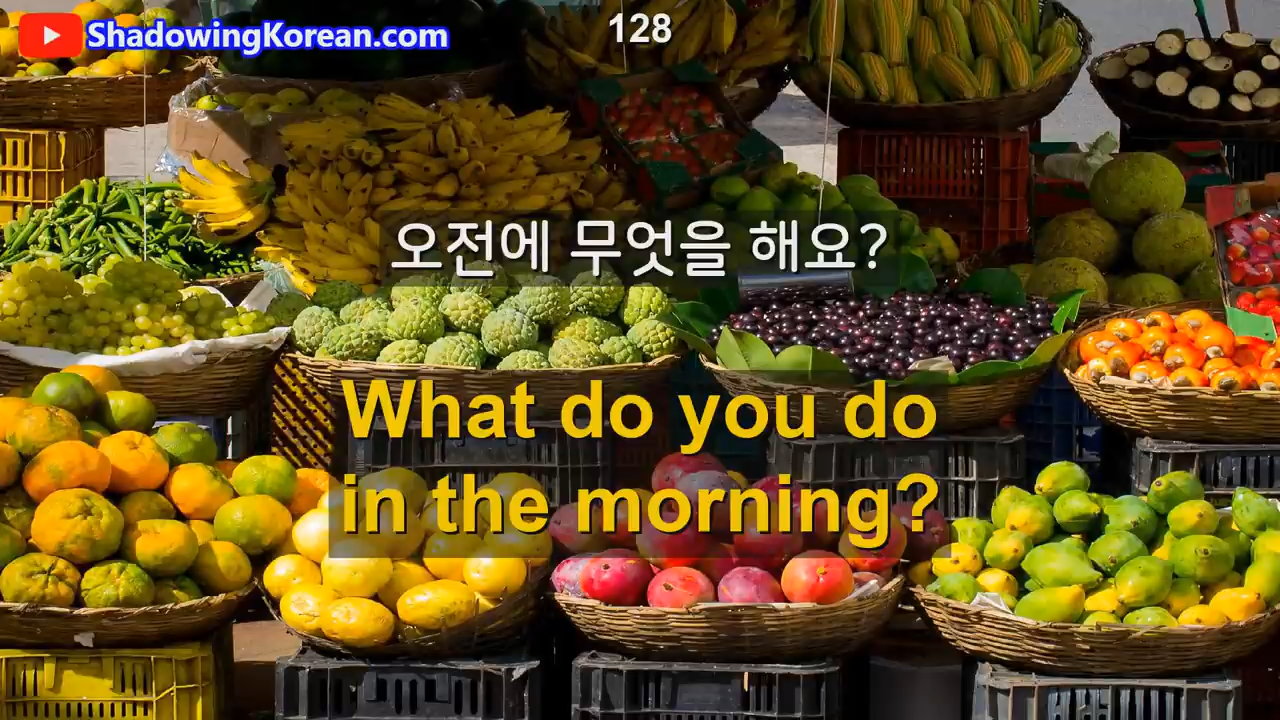 ShadowingKorean.com
128
오전에 무엇을 해요?
What do you do
in the morning?